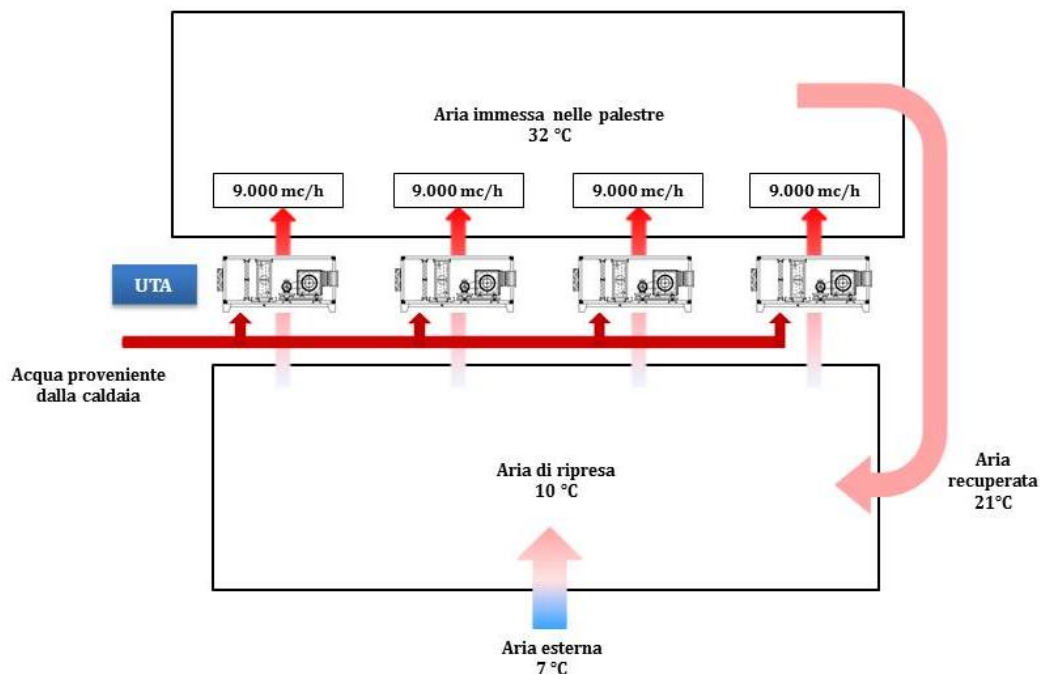 Aria immessa nelle palestre
32 °C
9.000 mc/h
9.000 mc/h
9.000 mc/h
9.000 mc/h
UTA
Acqua proveniente
dalla caldaia
Aria di ripresa
10 °C
Aria
recuperata
21°C
Aria esterna
7 °C